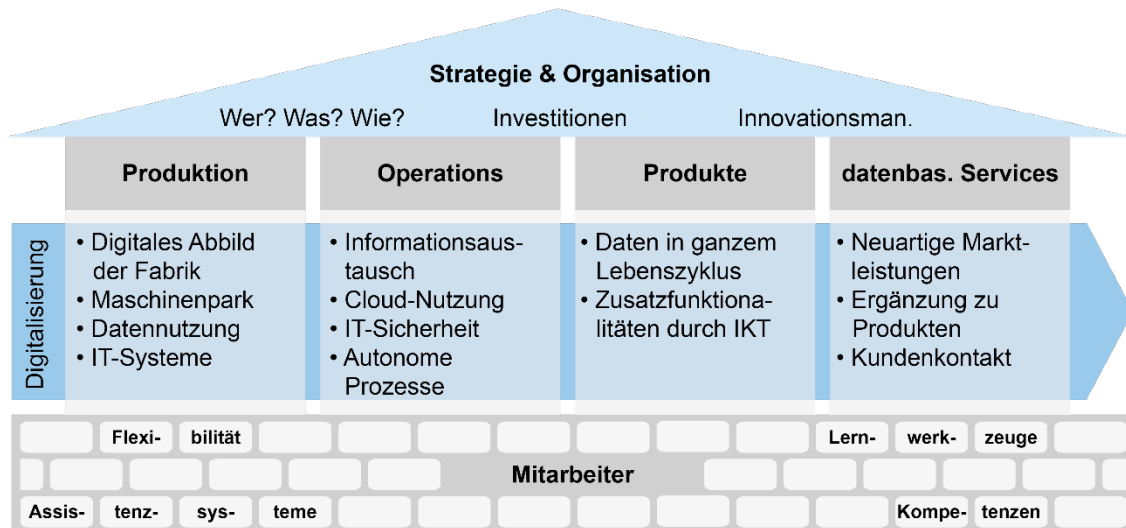 Strategie & Organisation
Wer? Was? Wie? Investitionen Innovationsman.
Produktion Operations Produkte datenbas. Services
Digitalisierung
• Digitales Abbild
der Fabrik
• Maschinenpark
• Datennutzung
• IT-Systeme
• Informationsaus-
tausch
• Cloud-Nutzung
• IT-Sicherheit
• Autonome
Prozesse
• Daten in ganzem
Lebenszyklus
• Zusatzfunktiona-
litäten durch IKT
• Neuartige Markt-
leistungen
• Ergänzung zu
Produkten
• Kundenkontakt
Flexi- bilität Lern- werk- zeuge
Mitarbeiter
Assis- tenz- sys- teme Kompe- tenzen